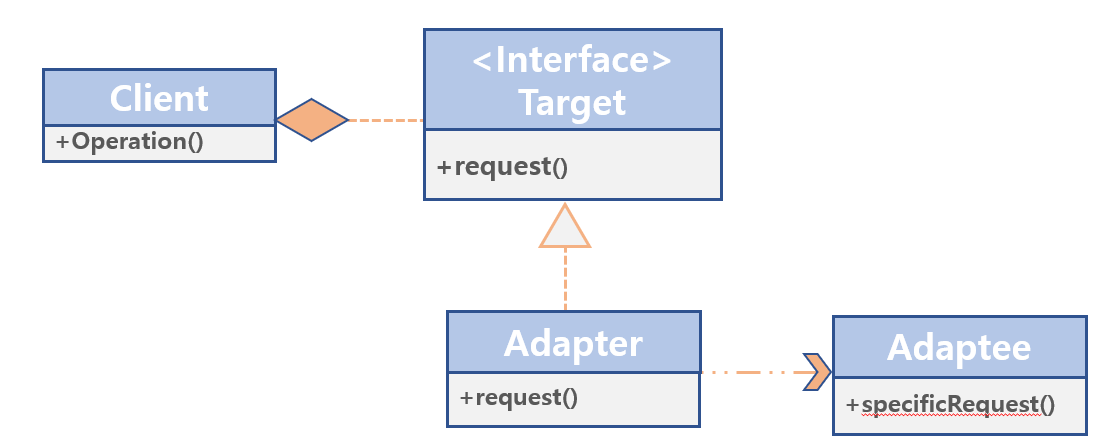 Client
+Operation()
<Interface>
Target
+request()
Adapter
+request()
Adaptee
+specificRequest()